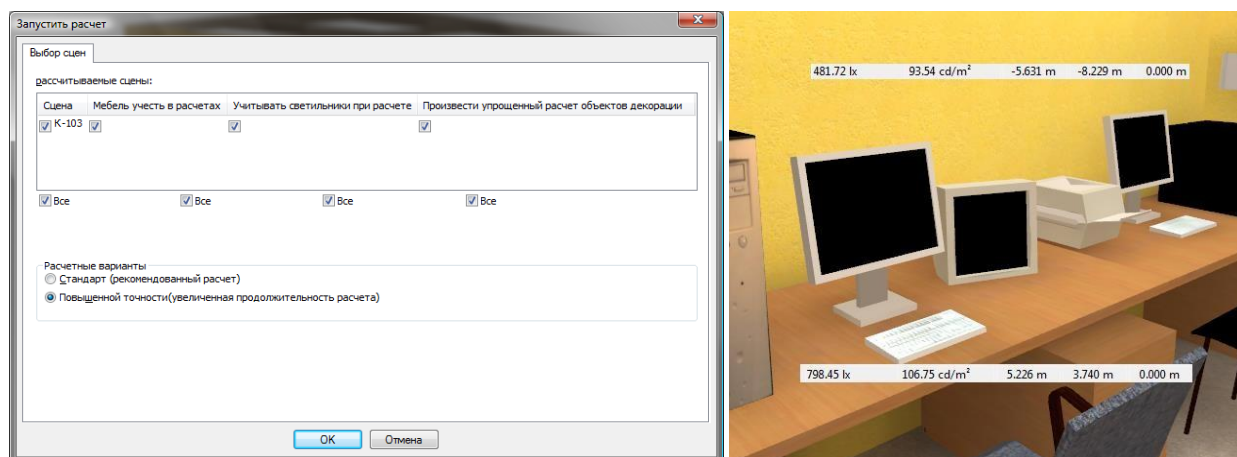 Запустить расчет
Выбор сцен
рассчитываемые сцены:
Сцена Мебель учесть в расчетах Учитывать светильники при расчете Произвести упрощенный расчет объектов декорации
К-103
Все Все Все Все
Расчетные варианты
Стандарт (рекомендованный расчет)
Повышенной точности(увеличенная продолжительность расчета)
OK Отмена
481.72 lx 93.54 cd/m² -5.631 m -8.229 m 0.000 m
798.45 lx 106.75 cd/m² 5.226 m 3.740 m 0.000 m